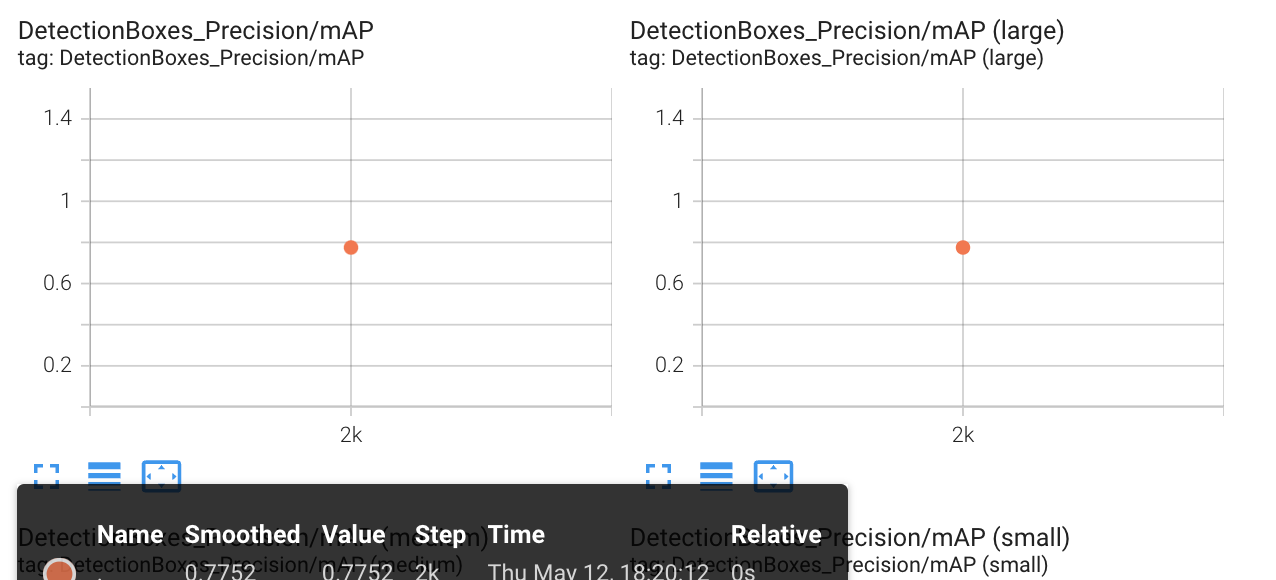 DetectionBoxes_Precision/mAP
tag: DetectionBoxes_Precision/mAP
1.4
1
0.6
0.2
2k
DetectionBoxes_Precision/mAP (large)
tag: DetectionBoxes_Precision/mAP (large)
1.4
1
0.6
0.2
2k
DetectionBoxes_Precision/mAP (medium)
tag: DetectionBoxes_Precision/mAP (medium)
DetectionBoxes_Precision/mAP (small)
tag: DetectionBoxes_Precision/mAP (small)
Name Smoothed Value Step Time Relative
0.7752 0.7752 2k Thu May 12, 18:20:12 0s